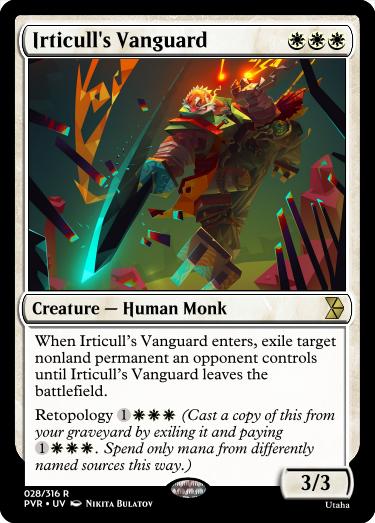 Irticull's Vanguard
Creature — Human Monk
When Irticull's Vanguard enters, exile target
nonland permanent an opponent controls
until Irticull's Vanguard leaves the
battlefield.
Retopology 1 (Cast a copy of this from
your graveyard by exiling it and paying
1. Spend only mana from differently
named sources this way.)
3/3
028/316 R
PVR • UV Nikita Bulatov
Utaha